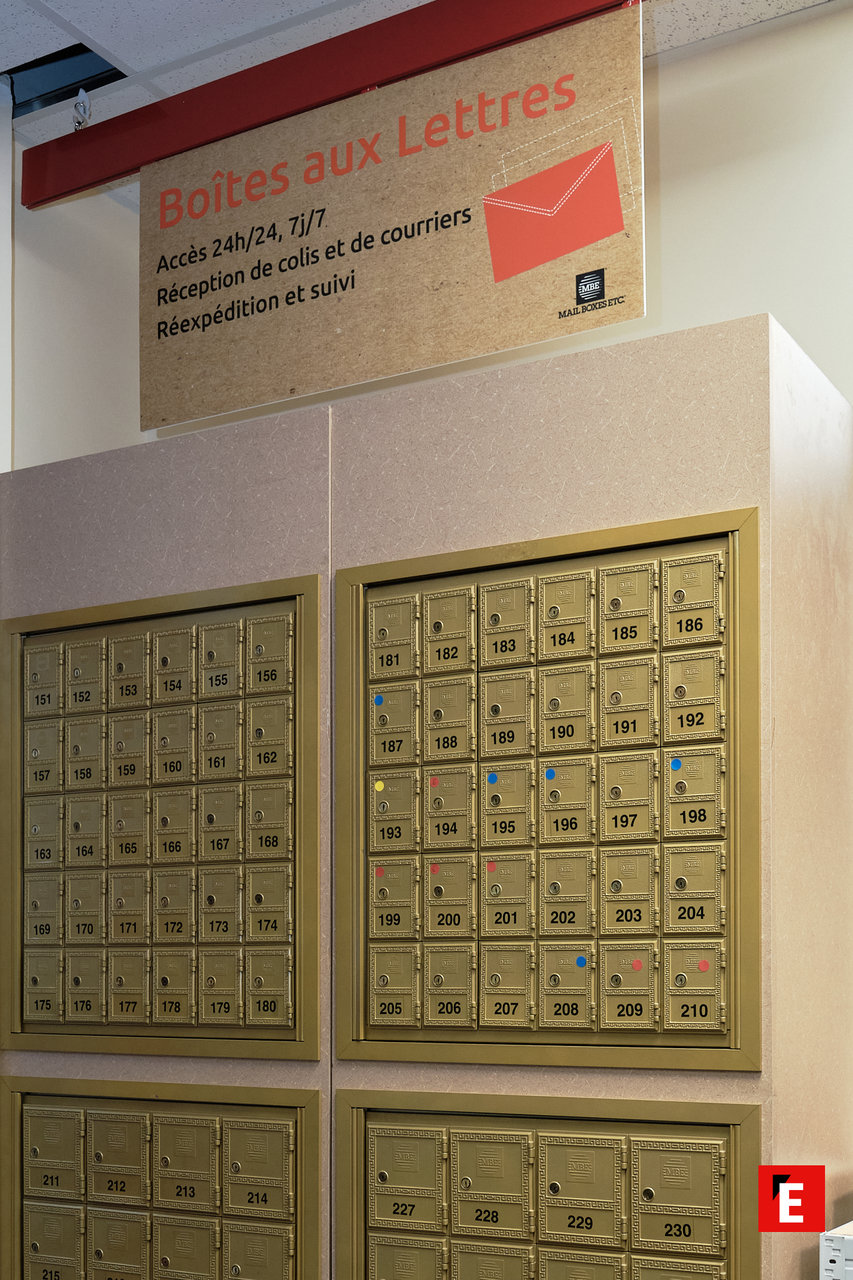 Boîtes aux Lettres
Accès 24h/24, 7j/7
Réception de colis et de courriers
Réexpédition et suivi
MBE
MAIL BOXES ETC.
151 152 153 154 155 156
157 158 159 160 161 162
163 164 165 166 167 168
169 170 171 172 173 174
175 176 177 178 179 180
181 182 183 184 185 186
187 188 189 190 191 192
193 194 195 196 197 198
199 200 201 202 203 204
205 206 207 208 209 210
211 212 213 214
215
227 228 229 230
E